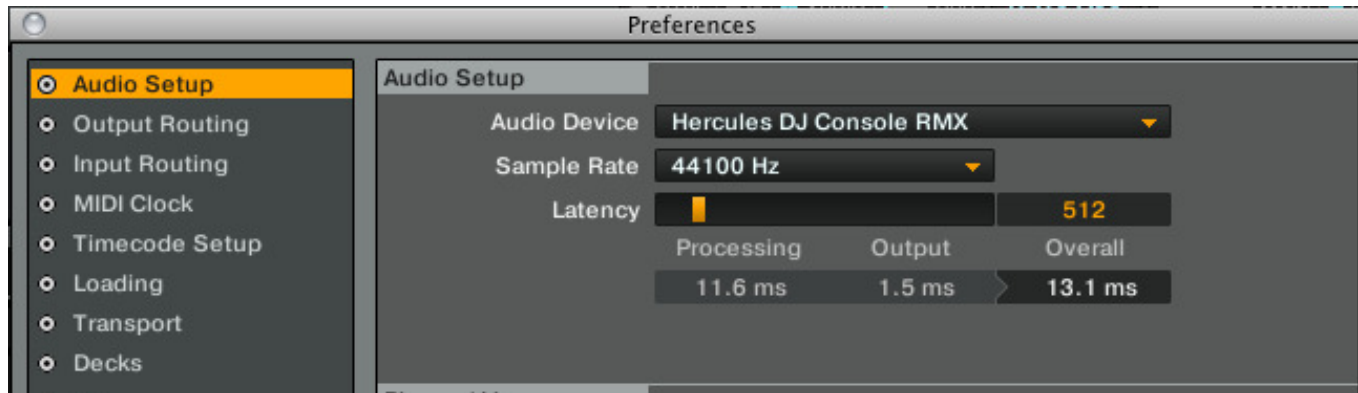 Preferences
Audio Setup
Output Routing
Input Routing
MIDI Clock
Timecode Setup
Loading
Transport
Decks
Audio Setup
Audio Device Hercules DJ Console RMX
Sample Rate 44100 Hz
Latency 512
Processing Output Overall
11.6 ms 1.5 ms 13.1 ms